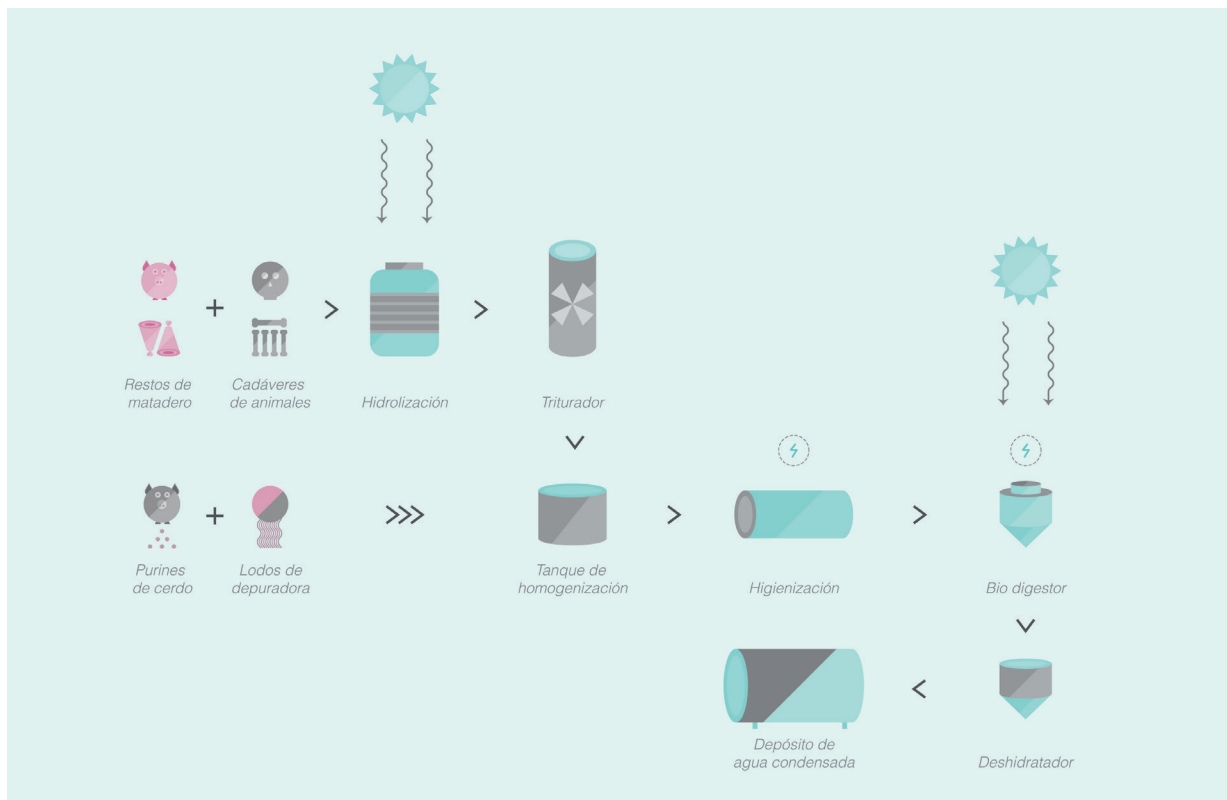 Restos de
matadero
Cadáveres
de animales
Hidrolización
Triturador
Purines
de cerdo
Lodos de
depuradora
Tanque de
homogenización
Higienización
Bio digestor
Depósito de
agua condensada
Deshidratador